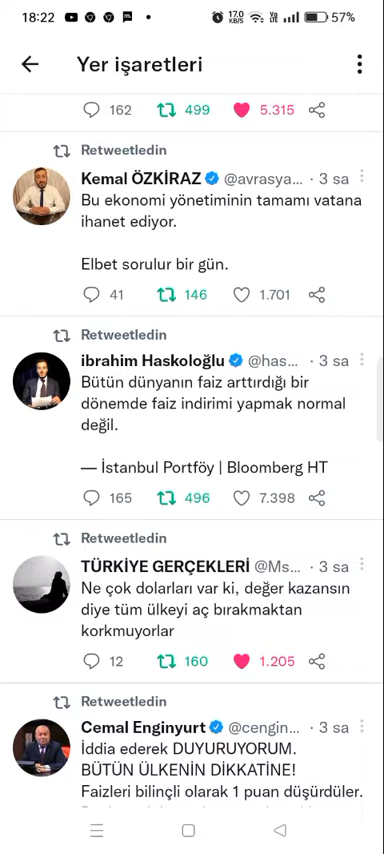 18:22 17.0 KB/S Vo LTE 57%
Yer işaretleri
162 499 5.315
Retweetledin
Kemal ÖZKİRAZ @avrasya... · 3 sa
Bu ekonomi yönetiminin tamamı vatana
ihanet ediyor.
Elbet sorulur bir gün.
41 146 1.701
Retweetledin
ibrahim Haskoloğlu @has... · 3 sa
Bütün dünyanın faiz arttırdığı bir
dönemde faiz indirimi yapmak normal
değil.
— İstanbul Portföy | Bloomberg HT
165 496 7.398
Retweetledin
TÜRKİYE GERÇEKLERİ @Ms... · 3 sa
Ne çok dolarları var ki, değer kazansın
diye tüm ülkeyi aç bırakmaktan
korkmuyorlar
12 160 1.205
Retweetledin
Cemal Enginyurt @cengin... · 3 sa
İddia ederek DUYURUYORUM.
BÜTÜN ÜLKENİN DİKKATİNE!
Faizleri bilinçli olarak 1 puan düşürdüler.